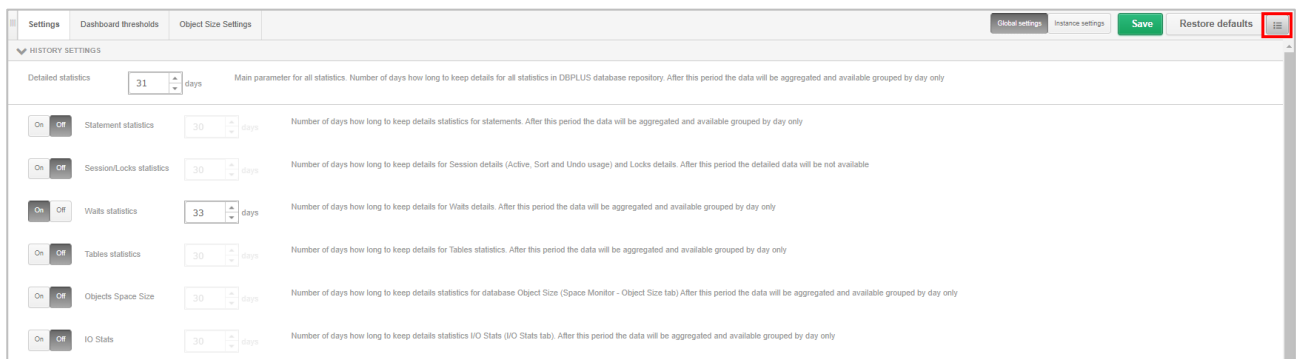 Settings Dashboard thresholds Object Size Settings Global settings Instance settings Save Restore defaults
HISTORY SETTINGS
Detailed statistics 31 days Main parameter for all statistics. Number of days how long to keep details for all statistics in DBPLUS database repository. After this period the data will be aggregated and available grouped by day only
On Off Statement statistics 30 days Number of days how long to keep details statistics for statements. After this period the data will be aggregated and available grouped by day only
On Off Session/Locks statistics 30 days Number of days how long to keep details for Session details (Active, Sort and Undo usage) and Locks details. After this period the detailed data will be not available
On Off Waits statistics 33 days Number of days how long to keep details for Waits details. After this period the data will be aggregated and available grouped by day only
On Off Tables statistics 30 days Number of days how long to keep details for Tables statistics. After this period the data will be aggregated and available grouped by day only
On Off Objects Space Size 30 days Number of days how long to keep details statistics for database Object Size (Space Monitor - Object Size tab) After this period the data will be aggregated and available grouped by day only
On Off IO Stats 30 days Number of days how long to keep details statistics I/O Stats (I/O Stats tab). After this period the data will be aggregated and available grouped by day only